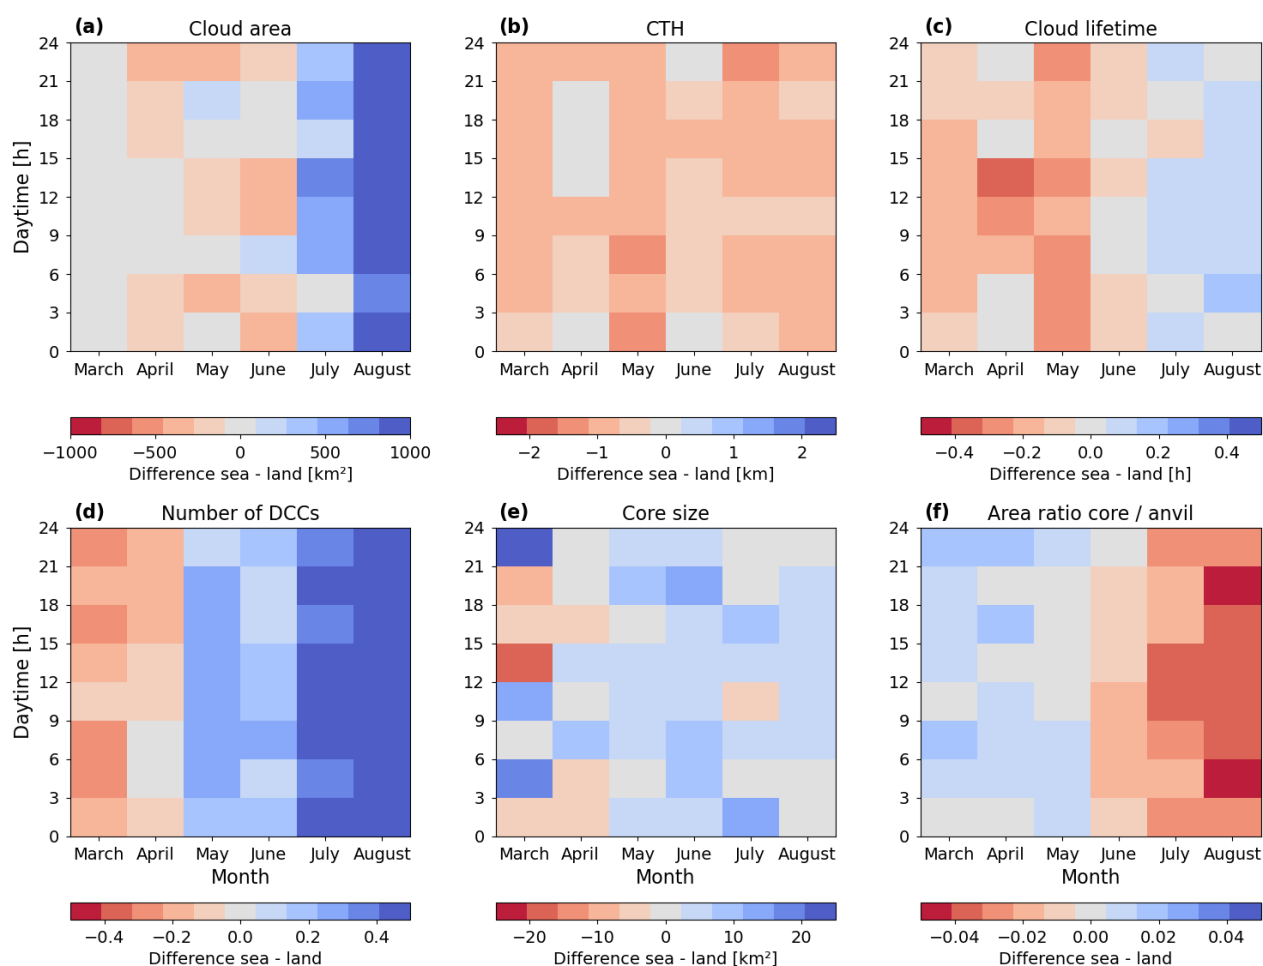 (a) Cloud area
24
21
18
15
12
9
6
3
0
Daytime [h]
March April May June July August
−1000 −500 0 500 1000
Difference sea - land [km²]
(b) CTH
24
21
18
15
12
9
6
3
0
March April May June July August
−2 −1 0 1 2
Difference sea - land [km]
(c) Cloud lifetime
24
21
18
15
12
9
6
3
0
March April May June July August
−0.4 −0.2 0.0 0.2 0.4
Difference sea - land [h]
(d) Number of DCCs
24
21
18
15
12
9
6
3
0
Daytime [h]
March April May June July August
Month
−0.4 −0.2 0.0 0.2 0.4
Difference sea - land
(e) Core size
24
21
18
15
12
9
6
3
0
March April May June July August
Month
−20 −10 0 10 20
Difference sea - land [km²]
(f) Area ratio core / anvil
24
21
18
15
12
9
6
3
0
March April May June July August
Month
−0.04 −0.02 0.00 0.02 0.04
Difference sea - land